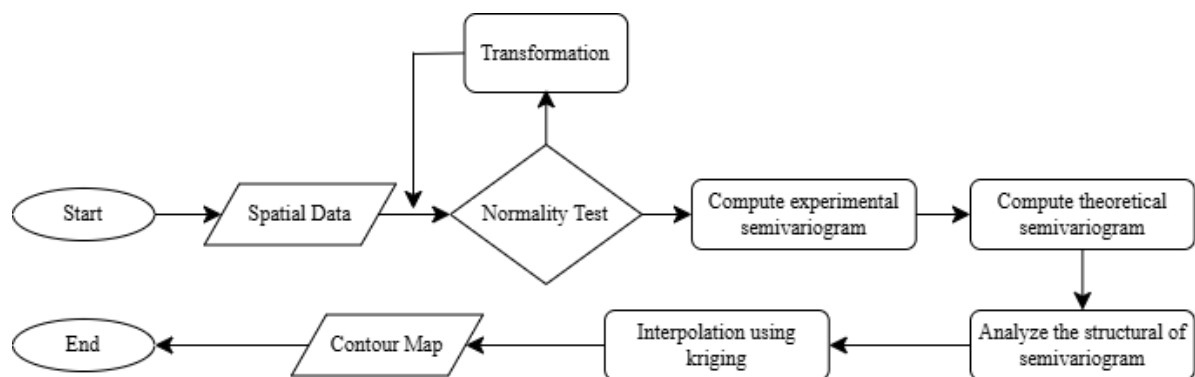 Transformation
Start
Spatial Data
Normality Test
Compute experimental
semivariogram
Compute theoretical
semivariogram
End
Contour Map
Interpolation using
kriging
Analyze the structural of
semivariogram